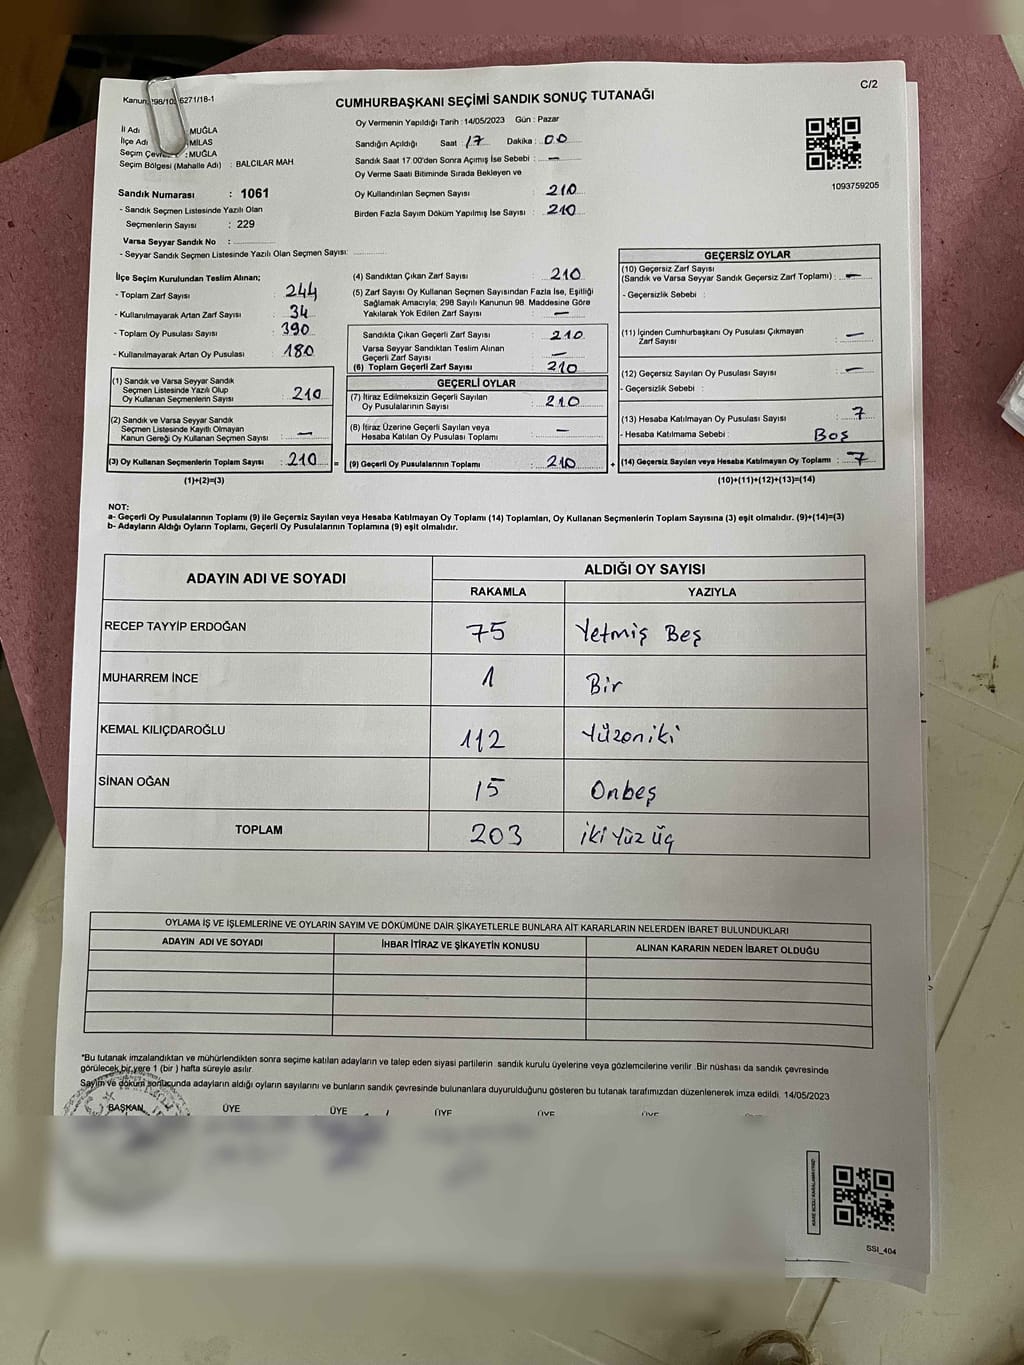 C/2
6271/18-1
CUMHURBAŞKANI SEÇİMİ SANDIK SONUÇ TUTANAĞI
İl Adı : MUĞLA
İlçe Adı : MİLAS
: MUĞLA
Seçim Bölgesi (Mahalle Adı) : BALCILAR MAH
Oy Vermenin Yapıldığı Tarih : 14/05/2023 Gün : Pazar
Sandığın Açıldığı Saat : 17 Dakika : 00
Sandık Saat 17.00'den Sonra Açımış İse Sebebi : —
Oy Verme Saati Bitiminde Sırada Bekleyen ve
Oy Kullandırılan Seçmen Sayısı : 210
Birden Fazla Sayım Döküm Yapılmış İse Sayısı : 210
1093759205
Sandık Numarası : 1061
- Sandık Seçmen Listesinde Yazılı Olan
Seçmenlerin Sayısı : 229
Varsa Seyyar Sandık No :
- Seyyar Sandık Seçmen Listesinde Yazılı Olan Seçmen Sayısı:
İlçe Seçim Kurulundan Teslim Alınan;
- Toplam Zarf Sayısı : 244
- Kullanılmayarak Artan Zarf Sayısı : 34
- Toplam Oy Pusulası Sayısı : 390
- Kullanılmayarak Artan Oy Pusulası : 180
(1) Sandık ve Varsa Seyyar Sandık
Seçmen Listesinde Yazılı Olup
Oy Kullanan Seçmenlerin Sayısı : 210
(2) Sandık ve Varsa Seyyar Sandık
Seçmen Listesinde Kayıtlı Olmayan
Kanun Gereği Oy Kullanan Seçmen Sayısı : —
(3) Oy Kullanan Seçmenlerin Toplam Sayısı : 210 =
(1)+(2)=(3)
(4) Sandıktan Çıkan Zarf Sayısı : 210
(5) Zarf Sayısı Oy Kullanan Seçmen Sayısından Fazla İse, Eşitliği
Sağlamak Amacıyla, 298 Sayılı Kanunun 98. Maddesine Göre
Yakılarak Yok Edilen Zarf Sayısı : —
Sandıkla Çıkan Geçerli Zarf Sayısı : 210
Varsa Seyyar Sandıktan Teslim Alınan
Geçerli Zarf Sayısı : —
(6) Toplam Geçerli Zarf Sayısı : 210
GEÇERLİ OYLAR
(7) İtiraz Edilmeksizin Geçerli Sayılan
Oy Pusulalarının Sayısı : 210
(8) İtiraz Üzerine Geçerli Sayılan veya
Hesaba Katılan Oy Pusulası Toplamı : —
(9) Geçerli Oy Pusulalarının Toplamı : 210 +
GEÇERSİZ OYLAR
(10) Geçersiz Zarf Sayısı
(Sandık ve Varsa Seyyar Sandık Geçersiz Zarf Toplamı) : —
- Geçersizlik Sebebi :
(11) İçinden Cumhurbaşkanı Oy Pusulası Çıkmayan
Zarf Sayısı : —
(12) Geçersiz Sayılan Oy Pusulası Sayısı : —
- Geçersizlik Sebebi :
(13) Hesaba Katılmayan Oy Pusulası Sayısı : 7
- Hesaba Katılmama Sebebi : Boş
(14) Geçersiz Sayılan veya Hesaba Katılmayan Oy Toplamı : 7
(10)+(11)+(12)+(13)=(14)
NOT:
a- Geçerli Oy Pusulalarının Toplamı (9) ile Geçersiz Sayılan veya Hesaba Katılmayan Oy Toplamı (14) Toplamları, Oy Kullanan Seçmenlerin Toplam Sayısına (3) eşit olmalıdır. (9)+(14)=(3)
b- Adayların Aldığı Oyların Toplamı, Geçerli Oy Pusulalarının Toplamına (9) eşit olmalıdır.
ADAYIN ADI VE SOYADI
ALDIĞI OY SAYISI
RAKAMLA YAZIYLA
RECEP TAYYİP ERDOĞAN 75 Yetmiş Beş
MUHARREM İNCE 1 Bir
KEMAL KILIÇDAROĞLU 112 Yüzoniki
SİNAN OĞAN 15 Onbeş
TOPLAM 203 İki Yüz Üç
OYLAMA İŞ VE İŞLEMLERİNE VE OYLARIN SAYIM VE DÖKÜMÜNE DAİR ŞİKAYETLERLE BUNLARA AİT KARARLARIN NELERDEN İBARET BULUNDUKLARI
ADAYIN ADI VE SOYADI İHBAR İTİRAZ VE ŞİKAYETİN KONUSU ALINAN KARARIN NEDEN İBARET OLDUĞU
*Bu tutanak imzalandıktan ve mühürlendikten sonra seçime katılan adayların ve talep eden siyasi partilerin sandık kurulu üyelerine veya gözlemcilerine verilir. Bir nüshası da sandık çevresinde
görülecek bir yere 1 (bir ) hafta süreyle asılır.
Sayım ve döküm sonucunda adayların aldığı oyların sayılarını ve bunların sandık çevresinde bulunanlara duyurulduğunu gösteren bu tutanak tarafımızdan düzenlenerek imza edildi. 14/05/2023
BAŞKAN ÜYE ÜYE ÜYE ÜYE ÜYE
SSI_404